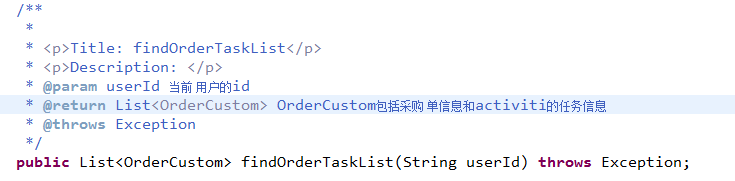 /**
 *
 * <p>Title: findOrderTaskList</p>
 * <p>Description: </p>
 * @param userId 当前用户的id
 * @return List<OrderCustom> OrderCustom包括采购单信息和activiti的任务信息
 * @throws Exception
 */
public List<OrderCustom> findOrderTaskList(String userId) throws Exception;